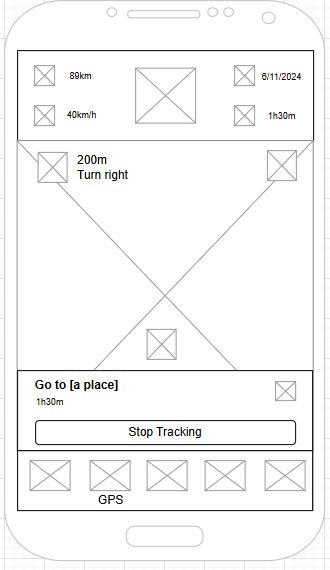 89km
6/11/2024
40km/h
1h30m
200m
Turn right
Go to [a place]
1h30m
Stop Tracking
GPS